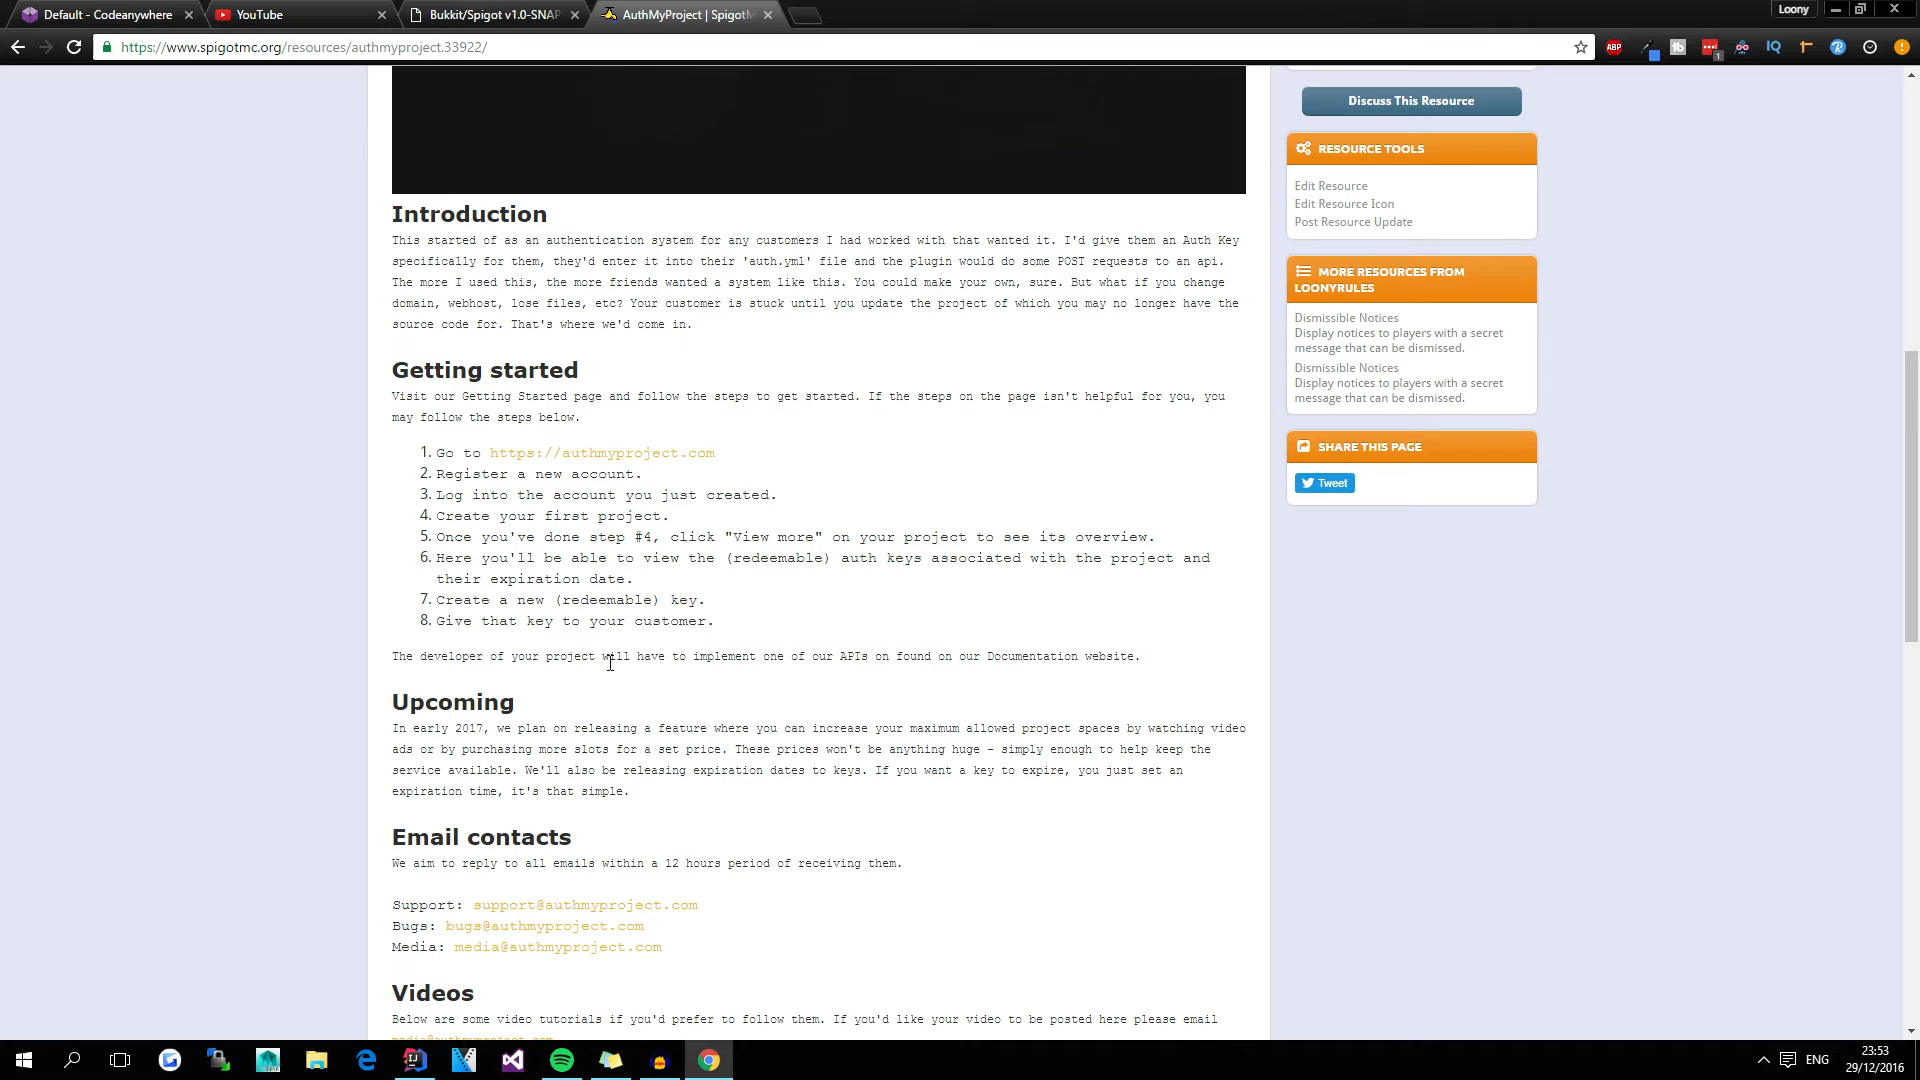 Default - Codeanywhere
YouTube
Bukkit/Spigot v1.0-SNAP
AuthMyProject | SpigotM
Loony
https://www.spigotmc.org/resources/authmyproject.33922/
ABP
1
IQ
Discuss This Resource
RESOURCE TOOLS
Edit Resource
Edit Resource Icon
Post Resource Update
MORE RESOURCES FROM
LOONYRULES
Dismissible Notices
Display notices to players with a secret
message that can be dismissed.
Dismissible Notices
Display notices to players with a secret
message that can be dismissed.
SHARE THIS PAGE
Tweet
Introduction
This started of as an authentication system for any customers I had worked with that wanted it. I'd give them an Auth Key
specifically for them, they'd enter it into their 'auth.yml' file and the plugin would do some POST requests to an api.
The more I used this, the more friends wanted a system like this. You could make your own, sure. But what if you change
domain, webhost, lose files, etc? Your customer is stuck until you update the project of which you may no longer have the
source code for. That's where we'd come in.
Getting started
Visit our Getting Started page and follow the steps to get started. If the steps on the page isn't helpful for you, you
may follow the steps below.
1. Go to https://authmyproject.com
2. Register a new account.
3. Log into the account you just created.
4. Create your first project.
5. Once you've done step #4, click "View more" on your project to see its overview.
6. Here you'll be able to view the (redeemable) auth keys associated with the project and
their expiration date.
7. Create a new (redeemable) key.
8. Give that key to your customer.
The developer of your project will have to implement one of our APIs on found on our Documentation website.
Upcoming
In early 2017, we plan on releasing a feature where you can increase your maximum allowed project spaces by watching video
ads or by purchasing more slots for a set price. These prices won't be anything huge - simply enough to help keep the
service available. We'll also be releasing expiration dates to keys. If you want a key to expire, you just set an
expiration time, it's that simple.
Email contacts
We aim to reply to all emails within a 12 hours period of receiving them.
Support: support@authmyproject.com
Bugs: bugs@authmyproject.com
Media: media@authmyproject.com
Videos
Below are some video tutorials if you'd prefer to follow them. If you'd like your video to be posted here please email
media@authmyproject.com
ENG
23:53
29/12/2016